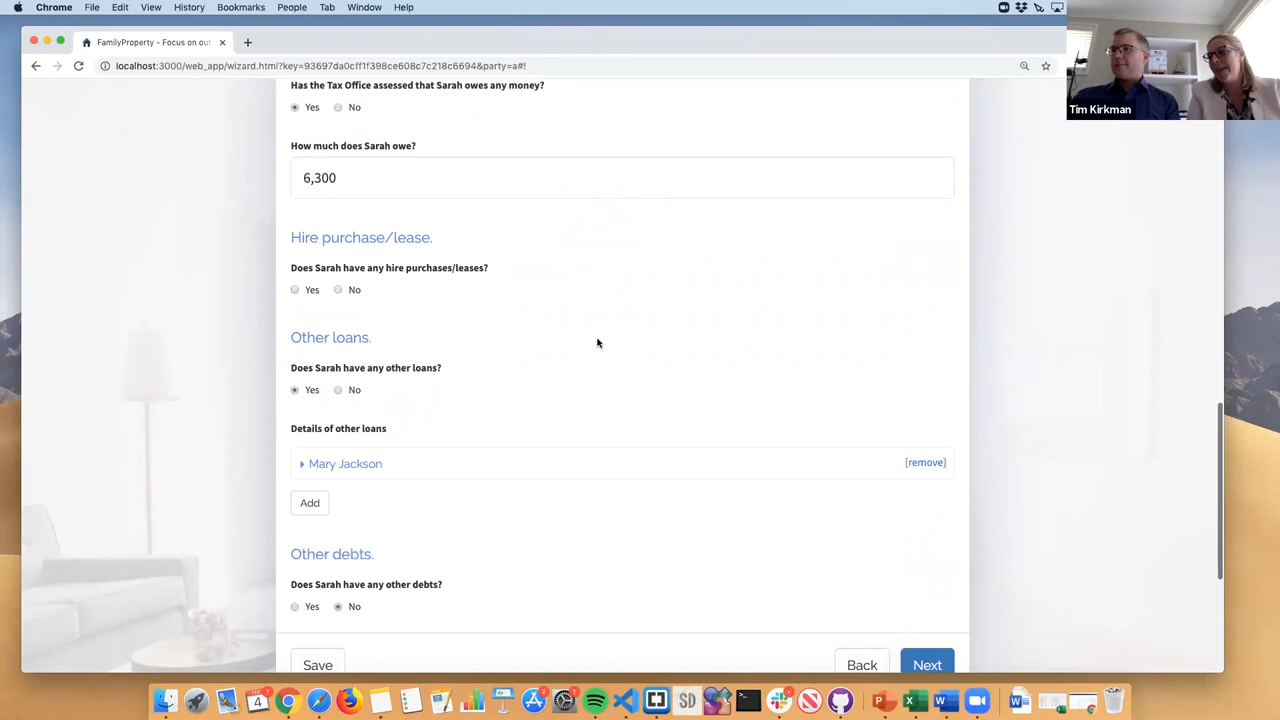 Chrome File Edit View History Bookmarks People Tab Window Help
FamilyProperty - Focus on ou
localhost:3000/web_app/wizard.html?key=93697da0cff1f398ce608c7c218c6694&party=a#!
Tim Kirkman
Has the Tax Office assessed that Sarah owes any money?
Yes No
How much does Sarah owe?
6,300
Hire purchase/lease.
Does Sarah have any hire purchases/leases?
Yes No
Other loans.
Does Sarah have any other loans?
Yes No
Details of other loans
Mary Jackson [remove]
Add
Other debts.
Does Sarah have any other debts?
Yes No
Save Back Next
4 SD